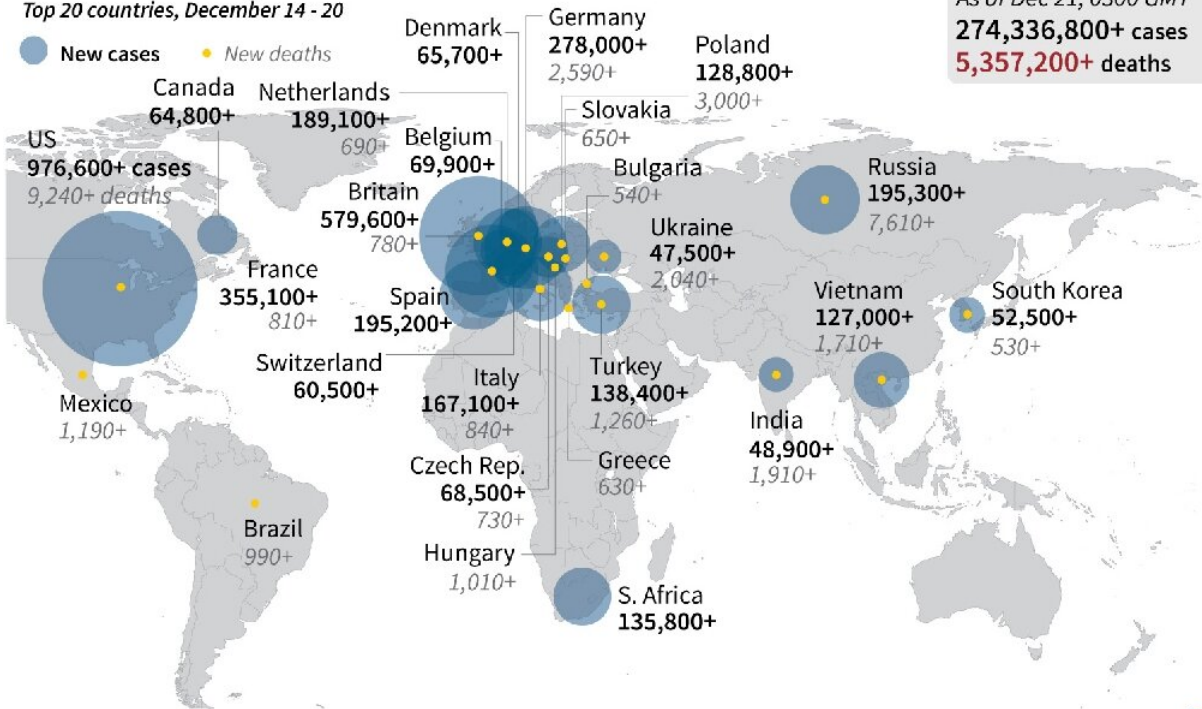 Top 20 countries, December 14 - 20
New cases
New deaths
As of Dec 21, 0300 GMT
274,336,800+ cases
5,357,200+ deaths
Denmark
65,700+
Germany
278,000+
2,590+
Poland
128,800+
3,000+
Canada
64,800+
Netherlands
189,100+
690+
Slovakia
650+
US
976,600+ cases
9,240+ deaths
Belgium
69,900+
Bulgaria
540+
Russia
195,300+
7,610+
Britain
579,600+
780+
Ukraine
47,500+
2,040+
France
355,100+
810+
Spain
195,200+
Vietnam
127,000+
1,710+
South Korea
52,500+
530+
Switzerland
60,500+
Italy
167,100+
840+
Turkey
138,400+
1,260+
Mexico
1,190+
India
48,900+
1,910+
Czech Rep.
68,500+
730+
Greece
630+
Brazil
990+
Hungary
1,010+
S. Africa
135,800+